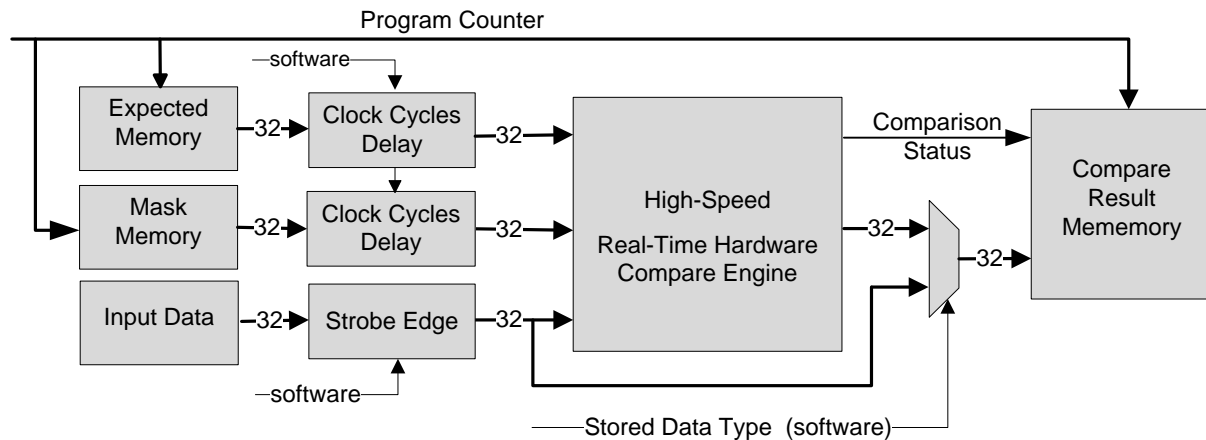 Program Counter
software
Expected
Memory
32
Clock Cycles
Delay
32
Comparison
Status
Compare
Result
Mememory
Mask
Memory
32
Clock Cycles
Delay
32
High-Speed
Real-Time Hardware
Compare Engine
32
32
Input Data
32
Strobe Edge
32
software
Stored Data Type (software)